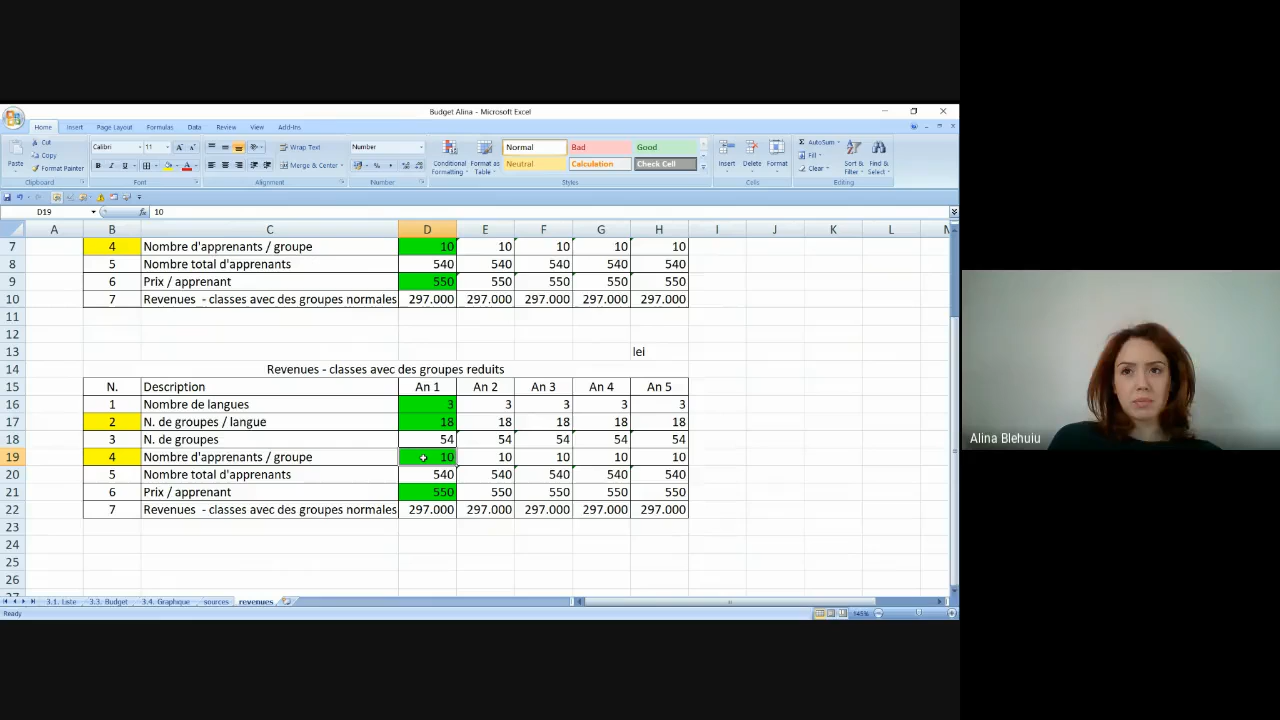 Budget Alina - Microsoft Excel
Home Insert Page Layout Formulas Data Review View Add-Ins
Cut
Copy
Paste
Format Painter
Calibri 11
B I U
Wrap Text
Merge & Center
Number
Conditional Formatting
Format as Table
Normal Bad Good
Neutral Calculation Check Cell
Insert Delete Format
AutoSum
Fill
Clear
Sort & Filter
Find & Select
Clipboard Font Alignment Number Styles Cells Editing
D19 fx 10
A B C D E F G H I J K L M
7 4 Nombre d'apprenants / groupe 10 10 10 10 10
8 5 Nombre total d'apprenants 540 540 540 540 540
9 6 Prix / apprenant 550 550 550 550 550
10 7 Revenues - classes avec des groupes normales 297.000 297.000 297.000 297.000 297.000
11
12
13 lei
14 Revenues - classes avec des groupes reduits
15 N. Description An 1 An 2 An 3 An 4 An 5
16 1 Nombre de langues 3 3 3 3 3
17 2 N. de groupes / langue 18 18 18 18 18
18 3 N. de groupes 54 54 54 54 54
19 4 Nombre d'apprenants / groupe 10 10 10 10 10
20 5 Nombre total d'apprenants 540 540 540 540 540
21 6 Prix / apprenant 550 550 550 550 550
22 7 Revenues - classes avec des groupes normales 297.000 297.000 297.000 297.000 297.000
23
24
25
26
27
3.1. Liste 3.3. Budget 3.4. Graphique sources revenues
Ready 145%
Alina Blehuiu